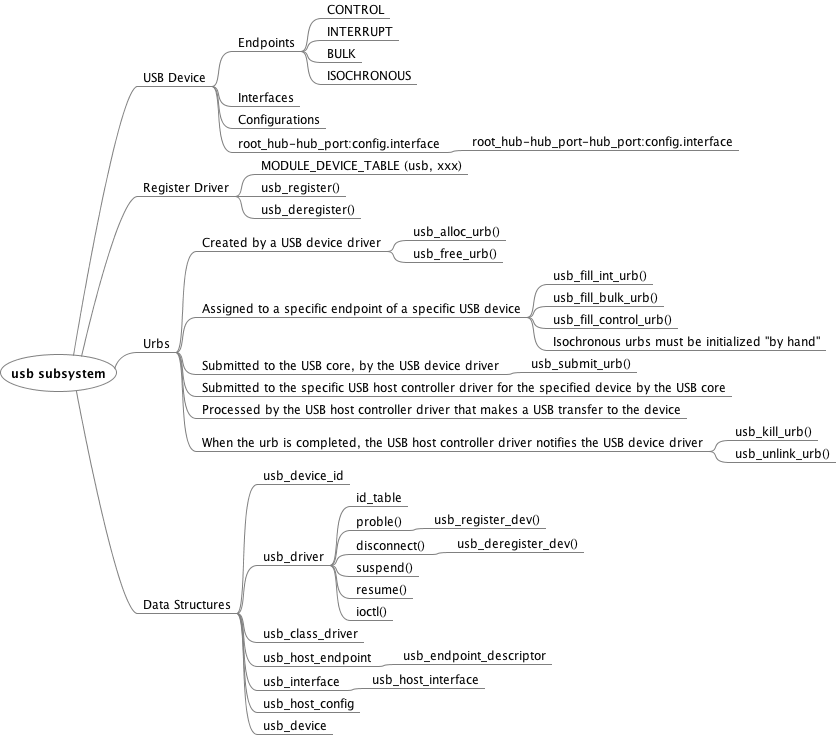 CONTROL
INTERRUPT
BULK
ISOCHRONOUS
Endpoints
USB Device
Interfaces
Configurations
root_hub-hub_port:config.interface
root_hub-hub_port-hub_port:config.interface
MODULE_DEVICE_TABLE (usb, xxx)
Register Driver
usb_register()
usb_deregister()
usb_alloc_urb()
Created by a USB device driver
usb_free_urb()
usb_fill_int_urb()
usb_fill_bulk_urb()
Assigned to a specific endpoint of a specific USB device
usb_fill_control_urb()
Isochronous urbs must be initialized "by hand"
Urbs
usb subsystem
Submitted to the USB core, by the USB device driver
usb_submit_urb()
Submitted to the specific USB host controller driver for the specified device by the USB core
Processed by the USB host controller driver that makes a USB transfer to the device
usb_kill_urb()
When the urb is completed, the USB host controller driver notifies the USB device driver
usb_unlink_urb()
usb_device_id
id_table
proble()
usb_register_dev()
disconnect()
usb_deregister_dev()
usb_driver
suspend()
resume()
ioctl()
Data Structures
usb_class_driver
usb_host_endpoint
usb_endpoint_descriptor
usb_interface
usb_host_interface
usb_host_config
usb_device